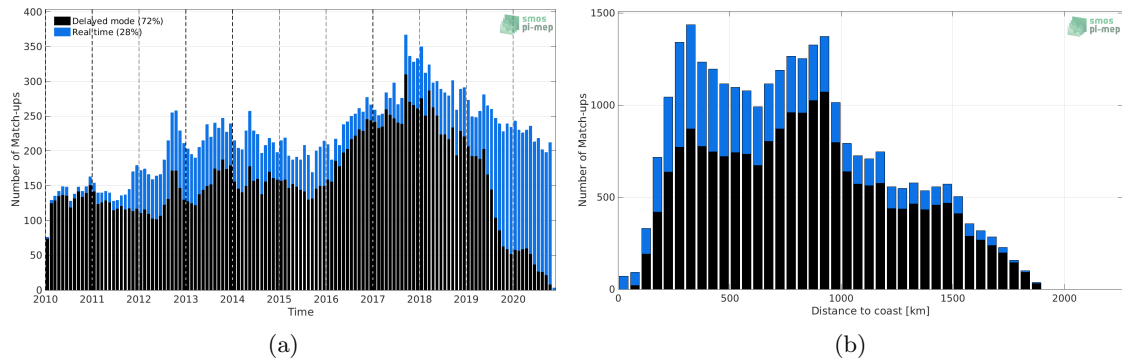 Delayed mode (72%)
Real time (28%)
smos
pi-mep
Number of Match-ups
400
350
300
250
200
150
100
50
0
2010 2011 2012 2013 2014 2015 2016 2017 2018 2019 2020
Time
(a)
smos
pi-mep
Number of Match-ups
1500
1000
500
0
0 500 1000 1500 2000
Distance to coast [km]
(b)